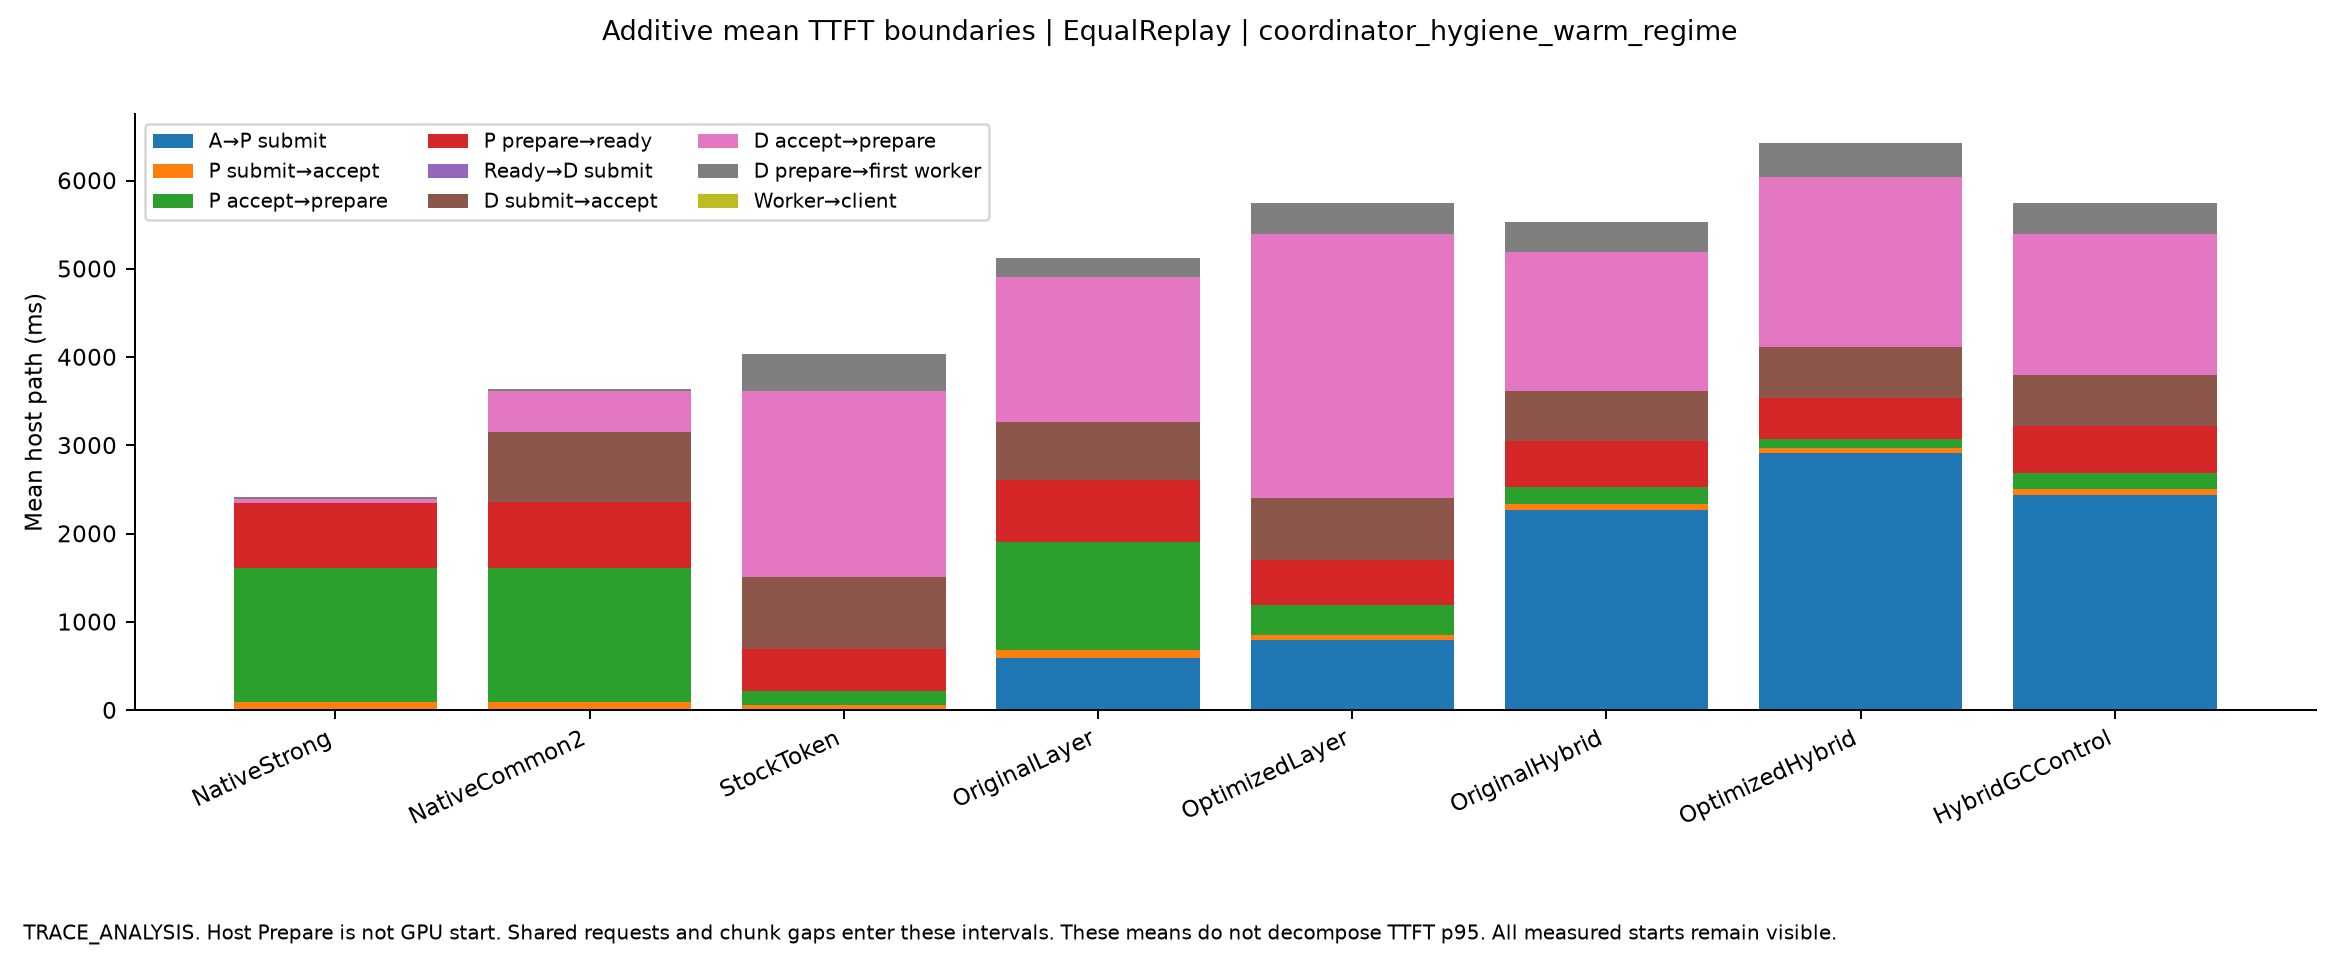 Additive mean TTFT boundaries | EqualReplay | coordinator_hygiene_warm_regime
A→P submit
P submit→accept
P accept→prepare
P prepare→ready
Ready→D submit
D submit→accept
D accept→prepare
D prepare→first worker
Worker→client
Mean host path (ms)
6000
5000
4000
3000
2000
1000
0
NativeStrong
NativeCommon2
StockToken
OriginalLayer
OptimizedLayer
OriginalHybrid
OptimizedHybrid
HybridGCControl
TRACE_ANALYSIS. Host Prepare is not GPU start. Shared requests and chunk gaps enter these intervals. These means do not decompose TTFT p95. All measured starts remain visible.